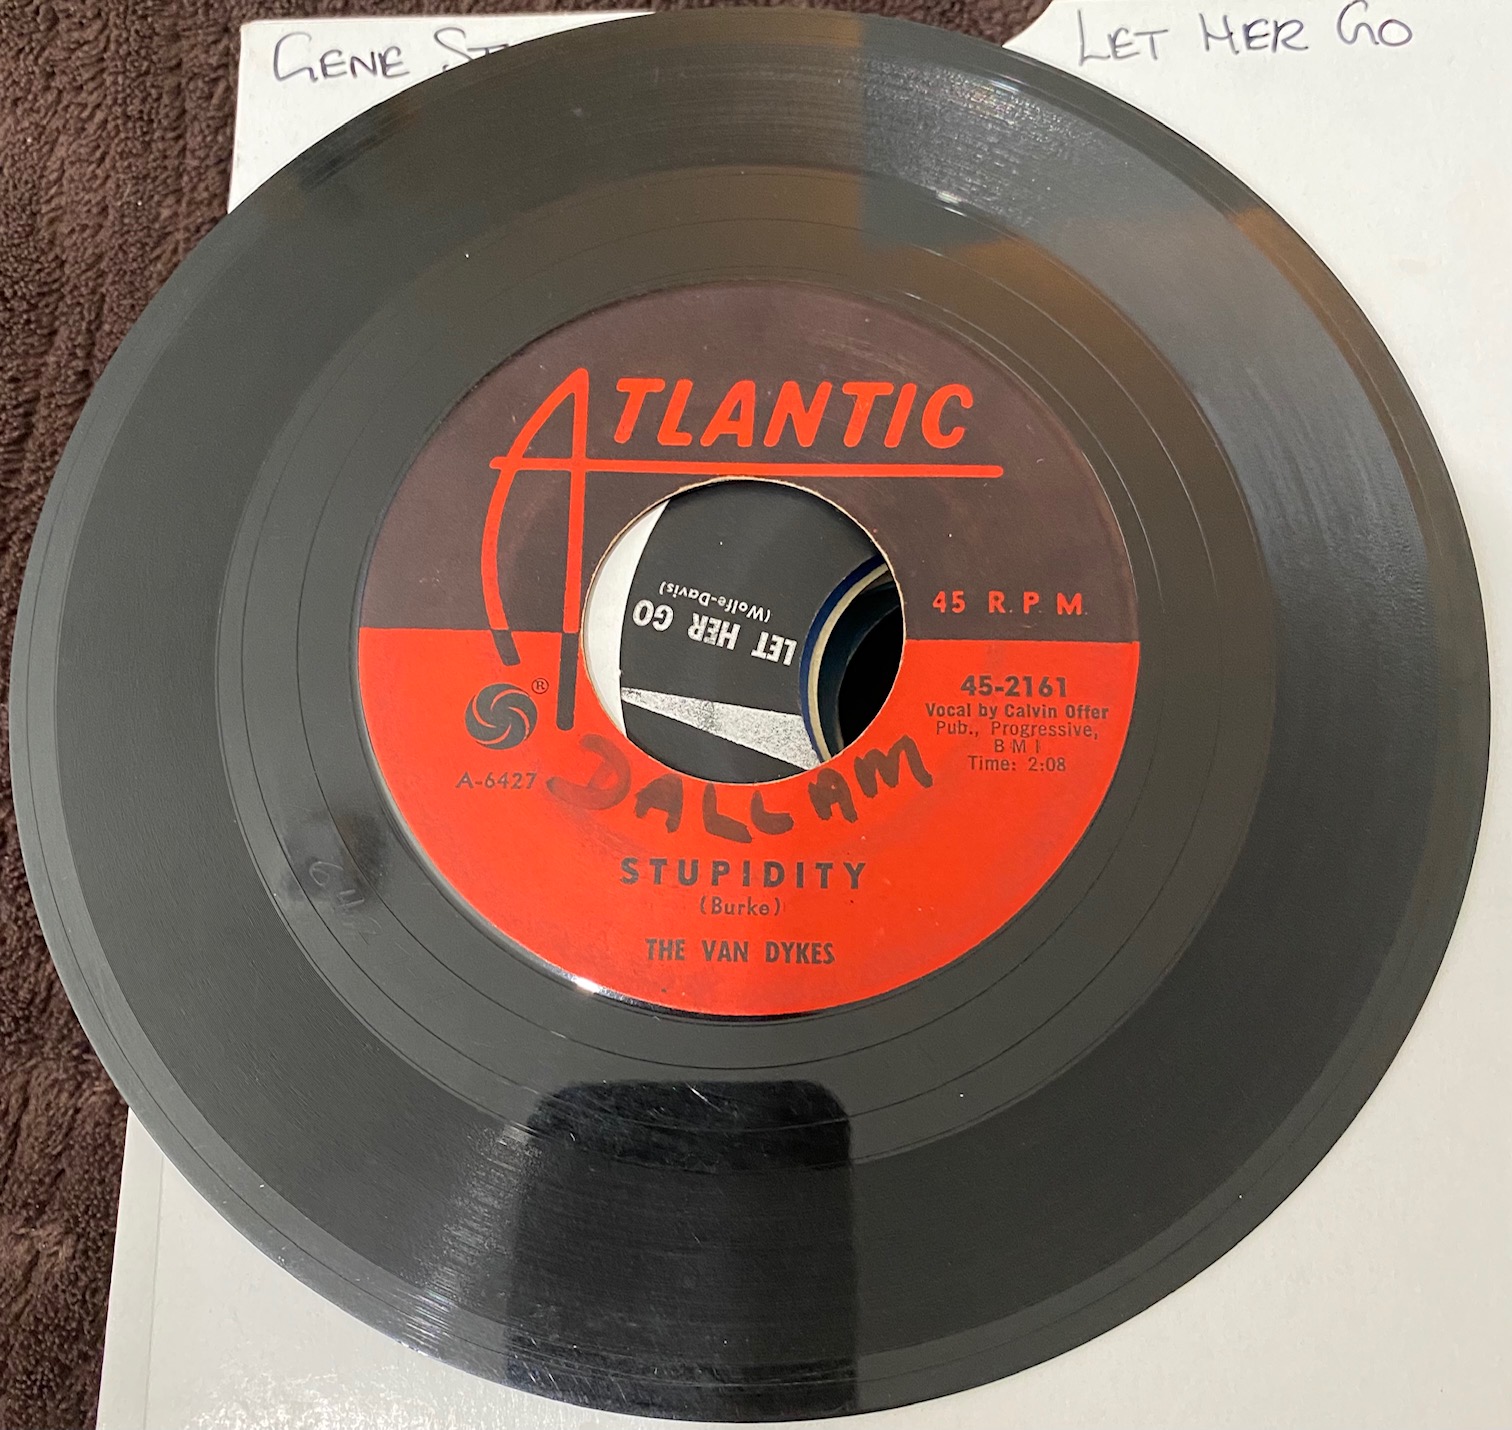 GENE
LET HER GO
ATLANTIC
LET HER GO
(Wolfe-Davis)
45 R.P.M.
45-2161
Vocal by Calvin Offer
Pub., Progressive,
BMI
Time: 2:08
®
A-6427
DALLAM
STUPIDITY
(Burke)
THE VAN DYKES